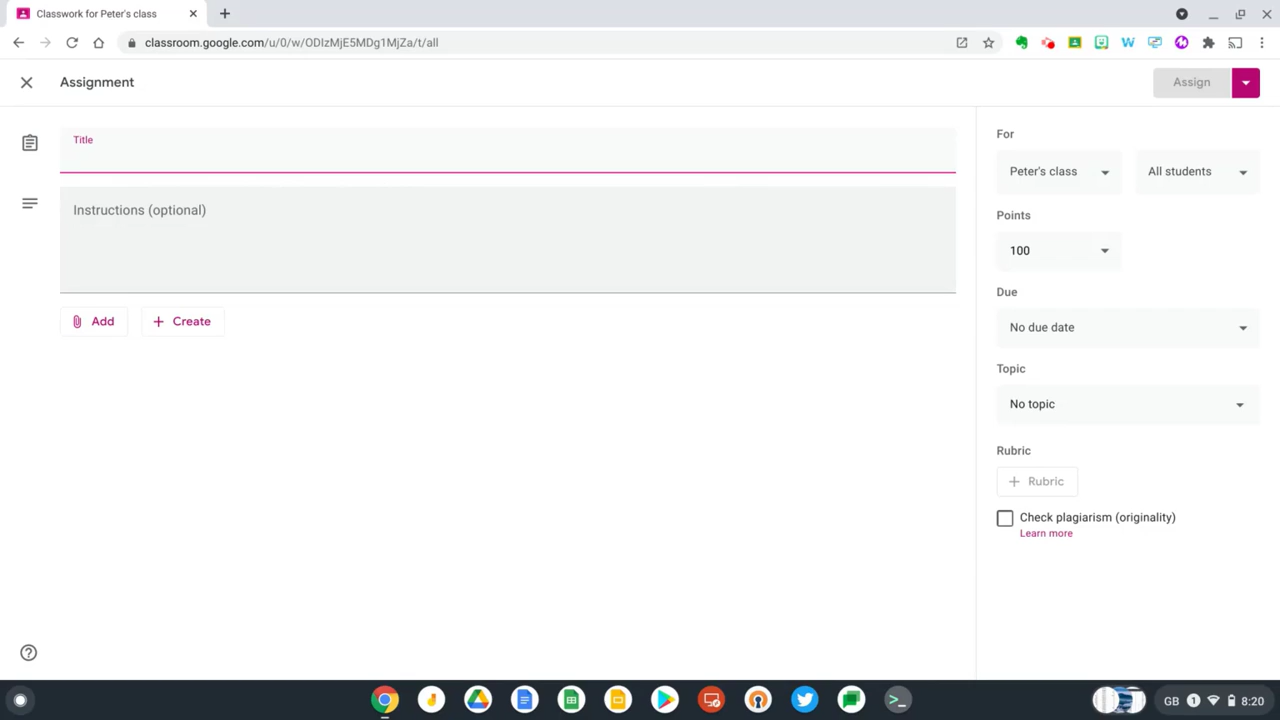 Classwork for Peter's class
classroom.google.com/u/0/w/ODIzMjE5MDg1MjZa/t/all
Assignment
Assign
Title
Instructions (optional)
Add
Create
For
Peter's class
All students
Points
100
Due
No due date
Topic
No topic
Rubric
Rubric
Check plagiarism (originality)
Learn more
GB
1
8:20